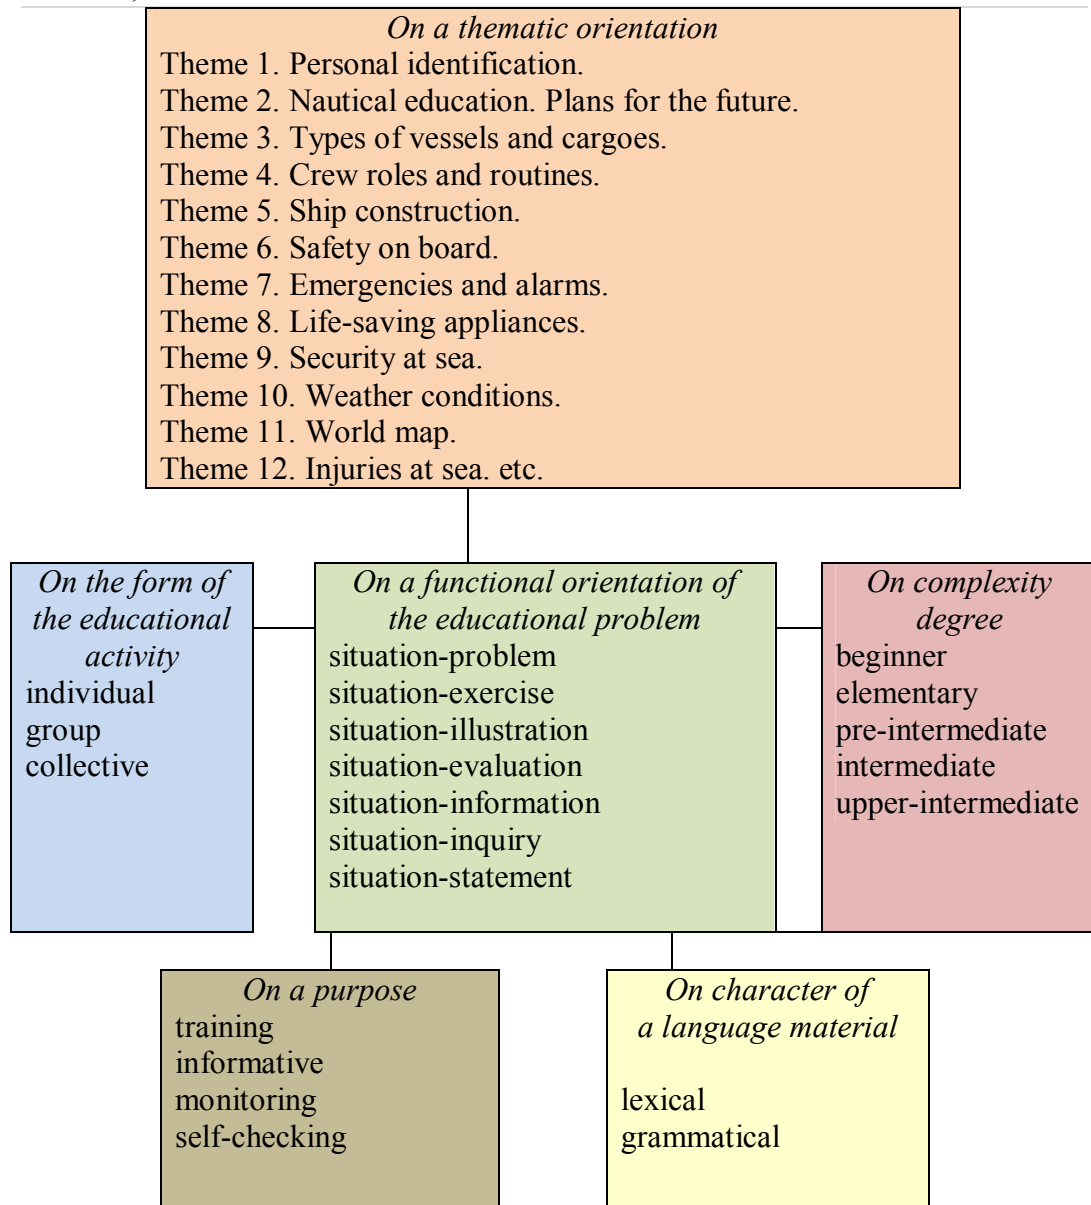 On a thematic orientation
Theme 1. Personal identification.
Theme 2. Nautical education. Plans for the future.
Theme 3. Types of vessels and cargoes.
Theme 4. Crew roles and routines.
Theme 5. Ship construction.
Theme 6. Safety on board.
Theme 7. Emergencies and alarms.
Theme 8. Life-saving appliances.
Theme 9. Security at sea.
Theme 10. Weather conditions.
Theme 11. World map.
Theme 12. Injuries at sea. etc.
On the form of
the educational
activity
individual
group
collective
On a functional orientation of
the educational problem
situation-problem
situation-exercise
situation-illustration
situation-evaluation
situation-information
situation-inquiry
situation-statement
On complexity
degree
beginner
elementary
pre-intermediate
intermediate
upper-intermediate
On a purpose
training
informative
monitoring
self-checking
On character of
a language material
lexical
grammatical